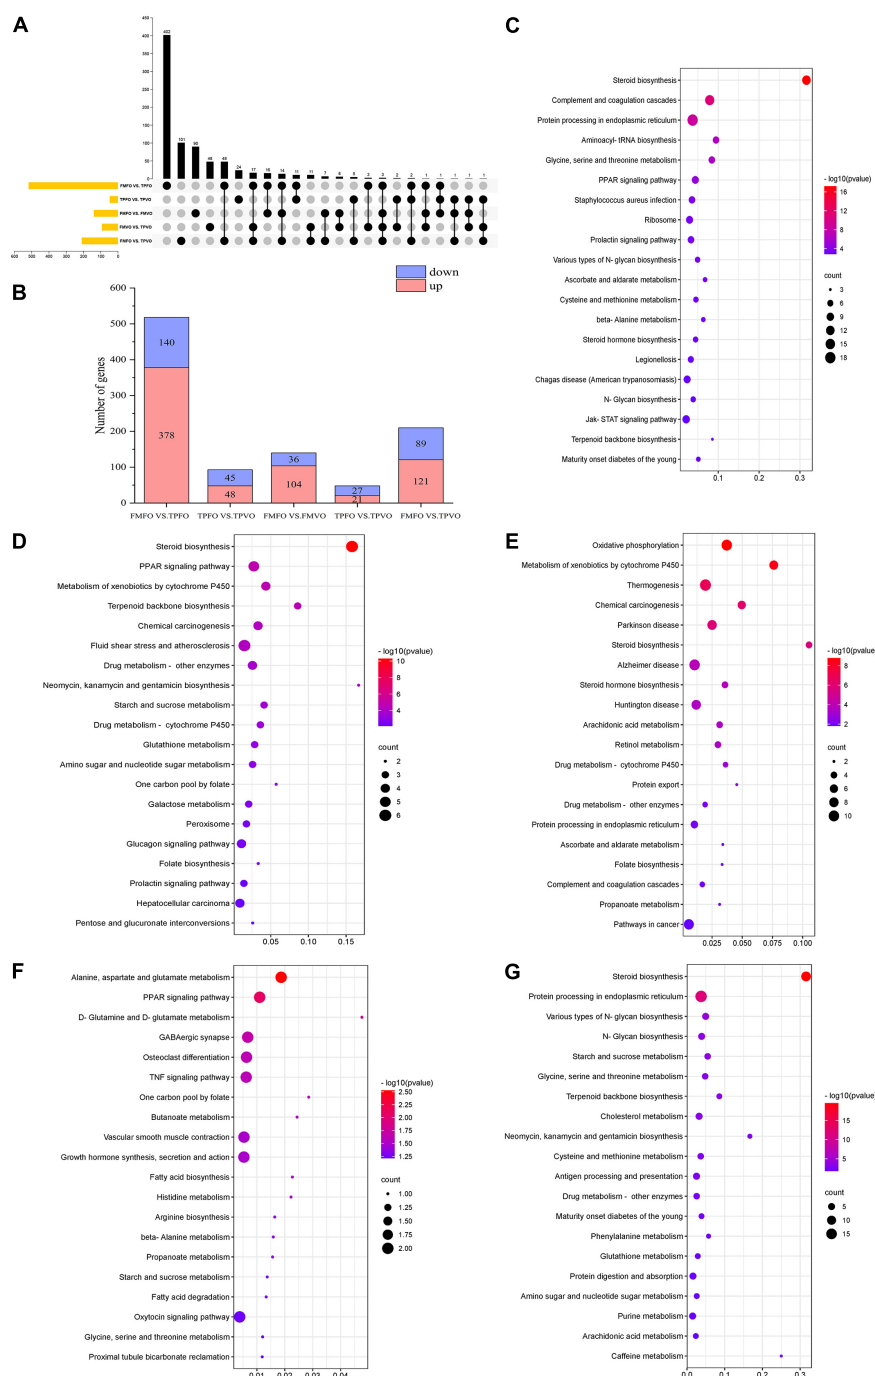 A
450
400
350
300
250
200
150
100
50
0
402
101
90
48
48
24
17
16
14
11
11
7
6
5
3
3
2
2
1
1
1
1
1
FMFO VS. TPFO
TPFO VS. TPVO
FMFO VS. FMVO
FMVO VS. TPVO
FMFO VS. TPVO
600 500 400 300 200 100 0
B
down
up
Number of genes
600
500
400
300
200
100
0
140
378
45
48
36
104
27
21
89
121
FMFO VS.TPFO TPFO VS.TPVO FMFO VS.FMVO TPFO VS.TPVO FMFO VS.TPVO
C
Steroid biosynthesis
Complement and coagulation cascades
Protein processing in endoplasmic reticulum
Aminoacyl- tRNA biosynthesis
Glycine, serine and threonine metabolism
PPAR signaling pathway
Staphylococcus aureus infection
Ribosome
Prolactin signaling pathway
Various types of N- glycan biosynthesis
Ascorbate and aldarate metabolism
Cysteine and methionine metabolism
beta- Alanine metabolism
Steroid hormone biosynthesis
Legionellosis
Chagas disease (American trypanosomiasis)
N- Glycan biosynthesis
Jak- STAT signaling pathway
Terpenoid backbone biosynthesis
Maturity onset diabetes of the young
0.1 0.2 0.3
- log10(pvalue)
16
12
8
4
count
3
6
9
12
15
18
D
Steroid biosynthesis
PPAR signaling pathway
Metabolism of xenobiotics by cytochrome P450
Terpenoid backbone biosynthesis
Chemical carcinogenesis
Fluid shear stress and atherosclerosis
Drug metabolism - other enzymes
Neomycin, kanamycin and gentamicin biosynthesis
Starch and sucrose metabolism
Drug metabolism - cytochrome P450
Glutathione metabolism
Amino sugar and nucleotide sugar metabolism
One carbon pool by folate
Galactose metabolism
Peroxisome
Glucagon signaling pathway
Folate biosynthesis
Prolactin signaling pathway
Hepatocellular carcinoma
Pentose and glucuronate interconversions
0.05 0.10 0.15
- log10(pvalue)
10
8
6
4
count
2
3
4
5
6
E
Oxidative phosphorylation
Metabolism of xenobiotics by cytochrome P450
Thermogenesis
Chemical carcinogenesis
Parkinson disease
Steroid biosynthesis
Alzheimer disease
Steroid hormone biosynthesis
Huntington disease
Arachidonic acid metabolism
Retinol metabolism
Drug metabolism - cytochrome P450
Protein export
Drug metabolism - other enzymes
Protein processing in endoplasmic reticulum
Ascorbate and aldarate metabolism
Folate biosynthesis
Complement and coagulation cascades
Propanoate metabolism
Pathways in cancer
0.025 0.050 0.075 0.100
- log10(pvalue)
8
6
4
2
count
2
4
6
8
10
F
Alanine, aspartate and glutamate metabolism
PPAR signaling pathway
D- Glutamine and D- glutamate metabolism
GABAergic synapse
Osteoclast differentiation
TNF signaling pathway
One carbon pool by folate
Butanoate metabolism
Vascular smooth muscle contraction
Growth hormone synthesis, secretion and action
Fatty acid biosynthesis
Histidine metabolism
Arginine biosynthesis
beta- Alanine metabolism
Propanoate metabolism
Starch and sucrose metabolism
Fatty acid degradation
Oxytocin signaling pathway
Glycine, serine and threonine metabolism
Proximal tubule bicarbonate reclamation
0.01 0.02 0.03 0.04
- log10(pvalue)
2.50
2.25
2.00
1.75
1.50
1.25
count
1.00
1.25
1.50
1.75
2.00
G
Steroid biosynthesis
Protein processing in endoplasmic reticulum
Various types of N- glycan biosynthesis
N- Glycan biosynthesis
Starch and sucrose metabolism
Glycine, serine and threonine metabolism
Terpenoid backbone biosynthesis
Cholesterol metabolism
Neomycin, kanamycin and gentamicin biosynthesis
Cysteine and methionine metabolism
Antigen processing and presentation
Drug metabolism - other enzymes
Maturity onset diabetes of the young
Phenylalanine metabolism
Glutathione metabolism
Protein digestion and absorption
Amino sugar and nucleotide sugar metabolism
Purine metabolism
Arachidonic acid metabolism
Caffeine metabolism
0.0 0.1 0.2 0.3
- log10(pvalue)
15
10
5
count
5
10
15